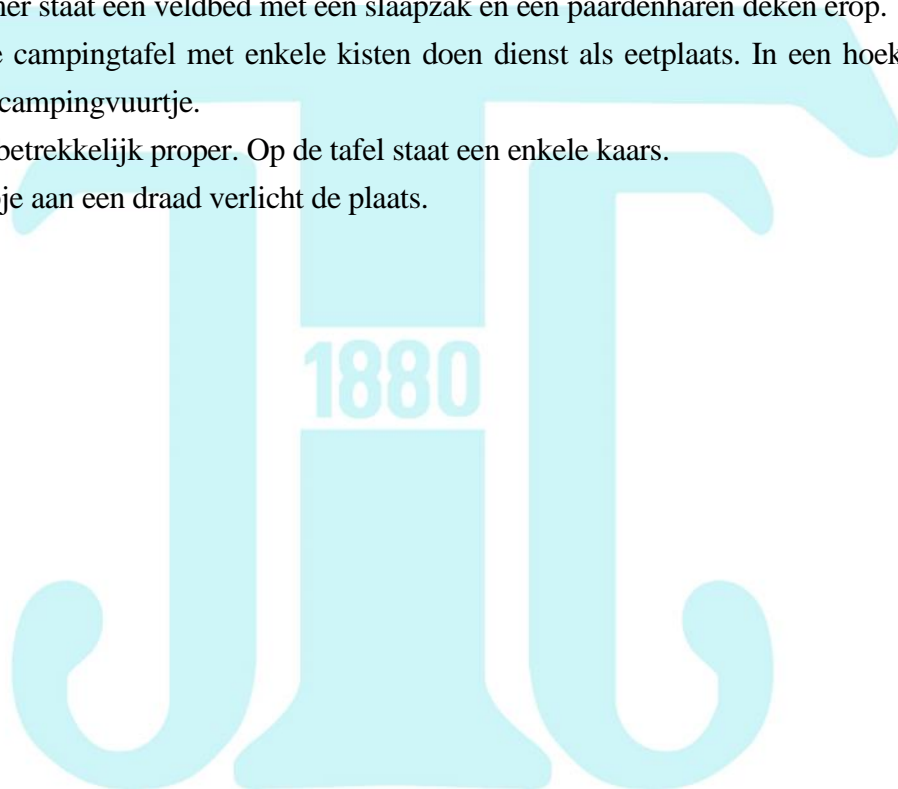 ner staat een veldbed met een slaapzak en een paardenharen deken erop.
e campingtafel met enkele kisten doen dienst als eetplaats. In een hoek
campingvuurtje.
betrekkelijk proper. Op de tafel staat een enkele kaars.
je aan een draad verlicht de plaats.
1880